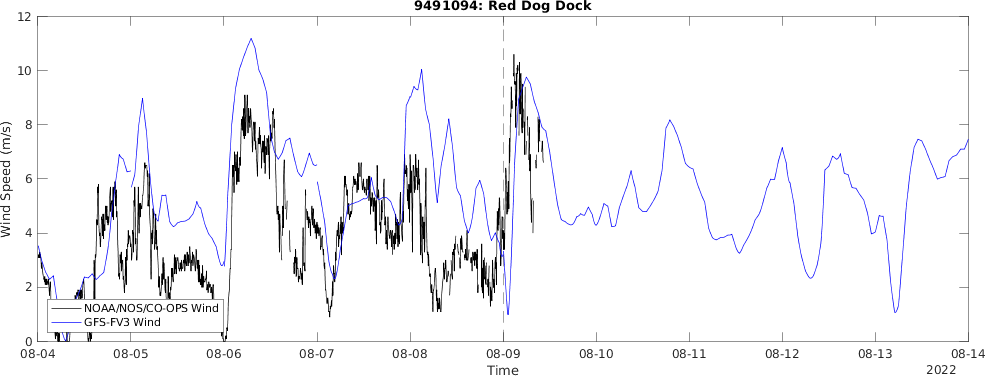 9491094: Red Dog Dock
12
10
8
6
4
2
0
Wind Speed (m/s)
NOAA/NOS/CO-OPS Wind
GFS-FV3 Wind
08-04 08-05 08-06 08-07 08-08 08-09 08-10 08-11 08-12 08-13 08-14
Time
2022